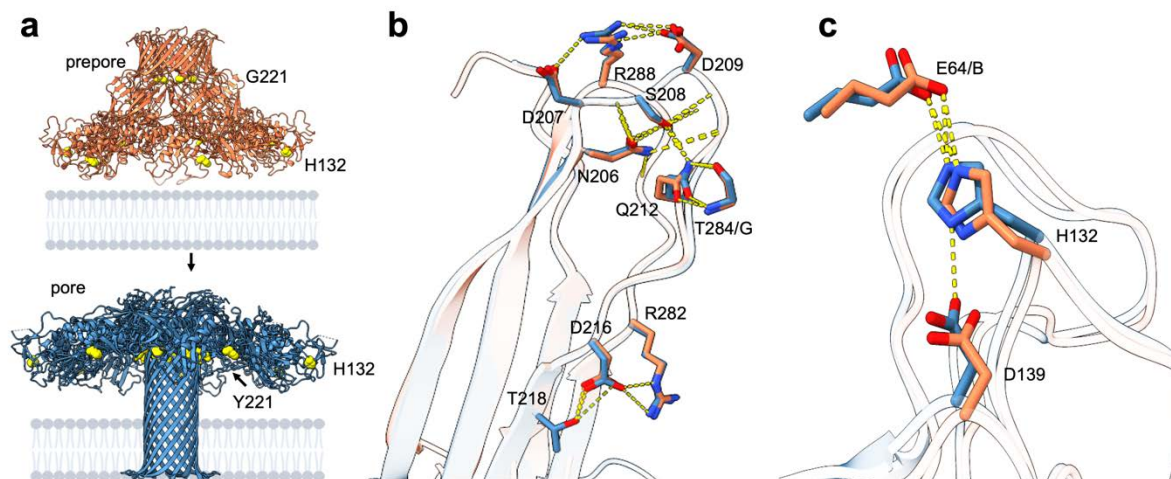 a
prepore
G221
H132
pore
H132
Y221
b
R288
D209
S208
D207
N206
Q212
T284/G
D216
R282
T218
c
E64/B
H132
D139